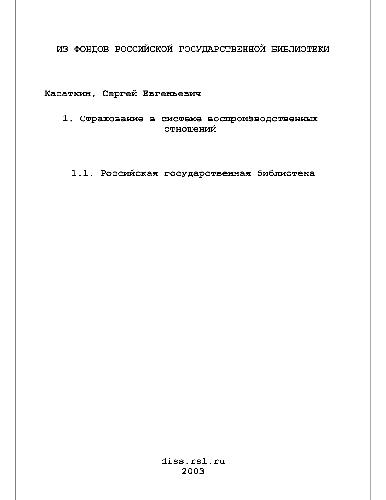 ИЗ ФОНДОВ РОССИЙСКОЙ ГОСУДАРСТВЕННОЙ БИБЛИОТЕКИ
Касаткин, Сергей Евгеньевич
1. Страхование в системе воспроизводственных
отношений
1.1. Российская государственная библиотека
diss.rsl.ru
2003